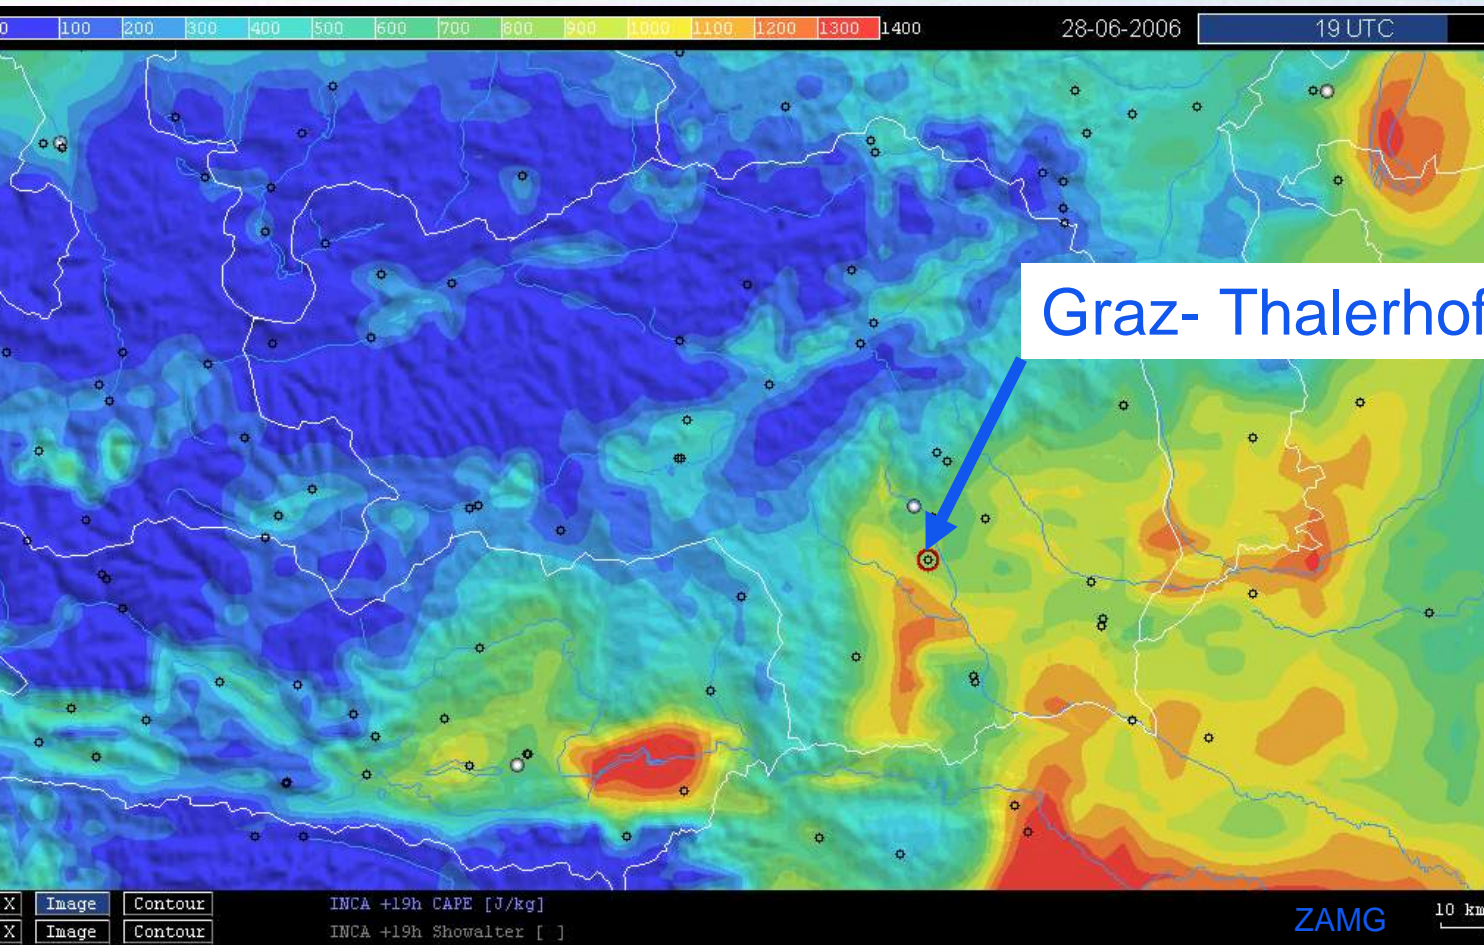 0 100 200 300 400 500 600 700 800 900 1000 1100 1200 1300 1400 28-06-2006 19 UTC
Graz- Thalerhof
X Image Contour INCA +19h CAPE [J/kg]
X Image Contour INCA +19h Showalter [ ]
ZAMG 10 km